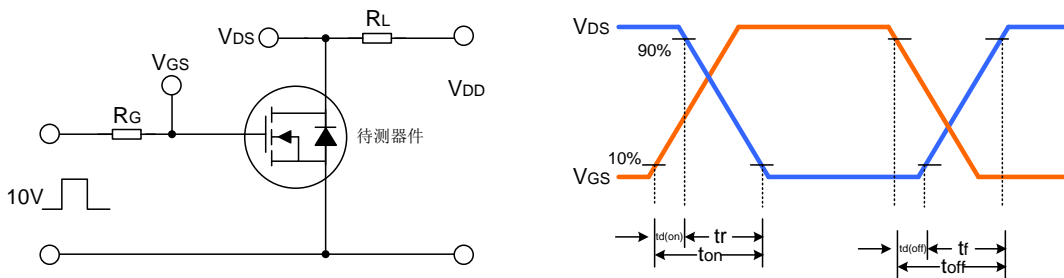 VDS
RL
VGS
VDD
RG
待测器件
10V
VDS
90%
10%
VGS
td(on)
tr
ton
td(off)
tf
toff